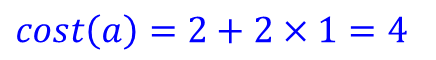 cost(a) = 2 + 2 × 1 = 4